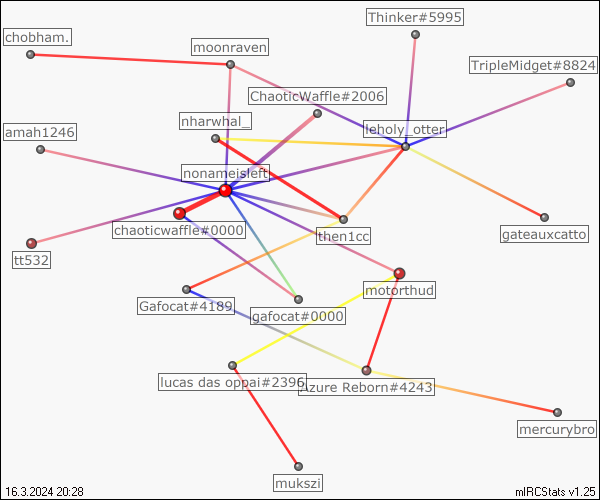 Thinker#5995
chobham.
moonraven
TripleMidget#8824
ChaoticWaffle#2006
nharwhal_
leholy_otter
amah1246
nonameisleft
chaoticwaffle#0000
then1cc
gateauxcatto
tt532
motorthud
Gafocat#4189
gafocat#0000
lucas das oppai#2396
Azure Reborn#4243
mercurybro
mukszi
16.3.2024 20:28
mIRCStats v1.25